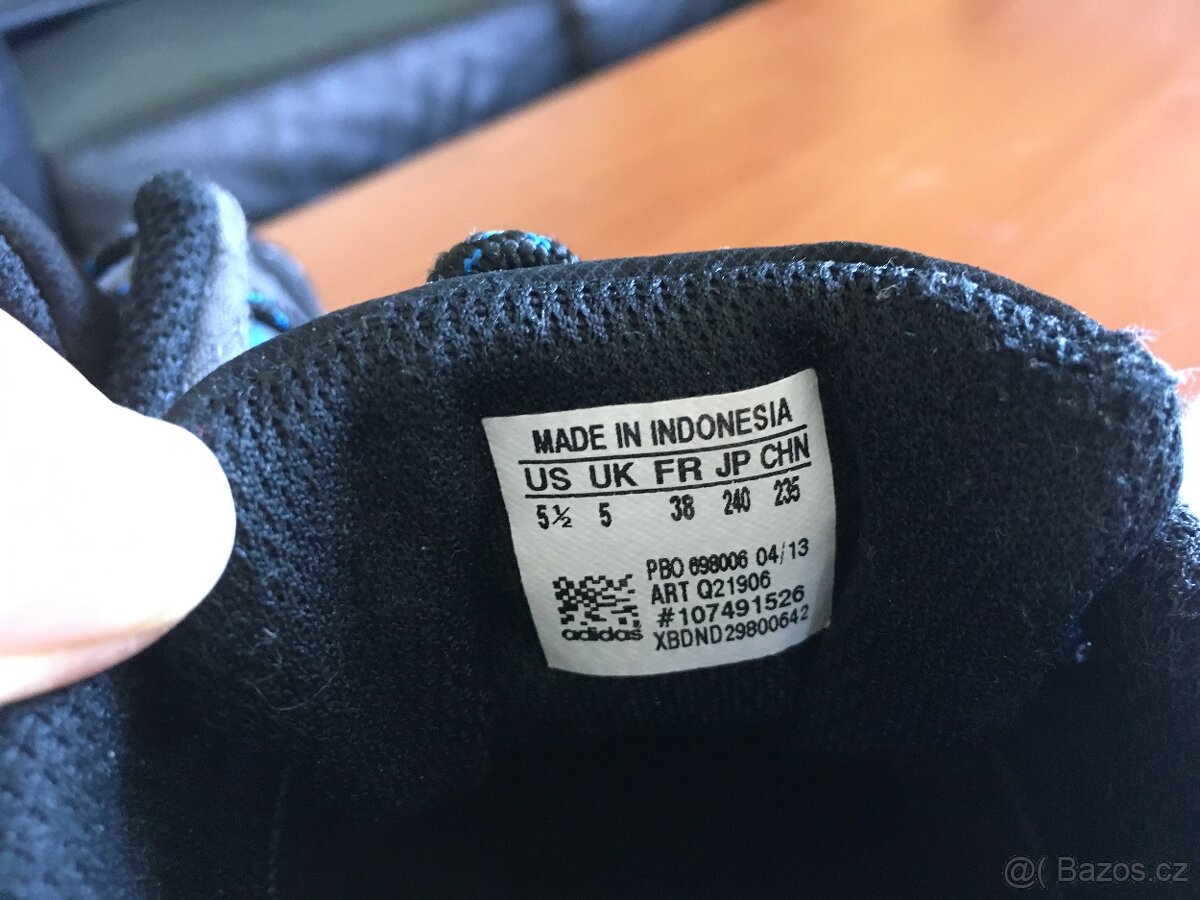 MADE IN INDONESIA
US UK FR JP CHN
5½ 5 38 240 235
PBO 698006 04/13
ART Q21906
#107491526
adidas XBDND29800642
@( Bazos.cz